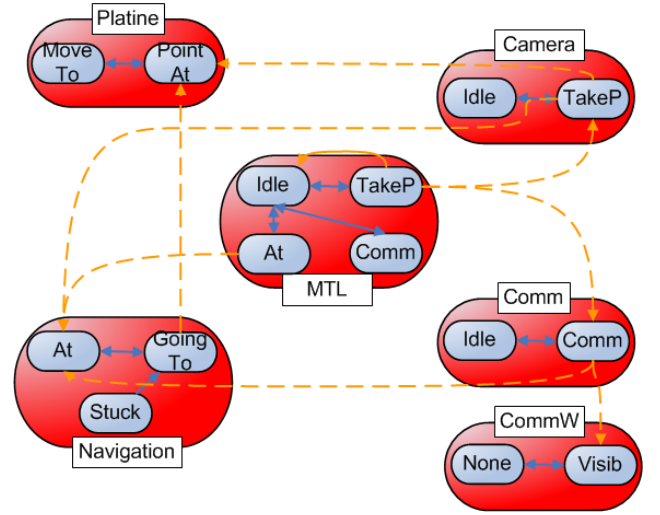 Platine
Move
To
Point
At
Camera
Idle
TakeP
Idle
TakeP
At
Comm
MTL
At
Going
To
Stuck
Navigation
Comm
Idle
Comm
CommW
None
Visib